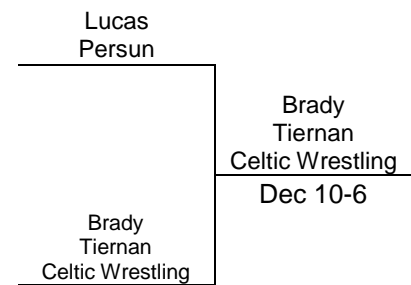 Lucas
Persun
Brady
Tiernan
Celtic Wrestling
Dec 10-6
Brady
Tiernan
Celtic Wrestling